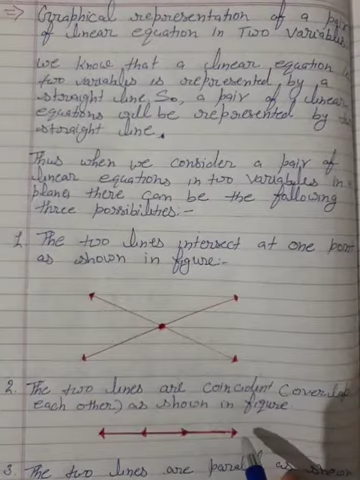 ⇒ Graphical representation of a pair
of linear equation in Two Variables
we know that a linear equation in
two variables is represented by a
straight line. So, a pair of linear
equations will be represented by two
straight line.
Thus when we consider a pair of
linear equations in two variables in
plane there can be the following
three possibilities:-
1. The two lines intersect at one point
as shown in figure:-
2. The two lines are coincident (overlap
each other) as shown in figure
3. The two lines are parallel as shown